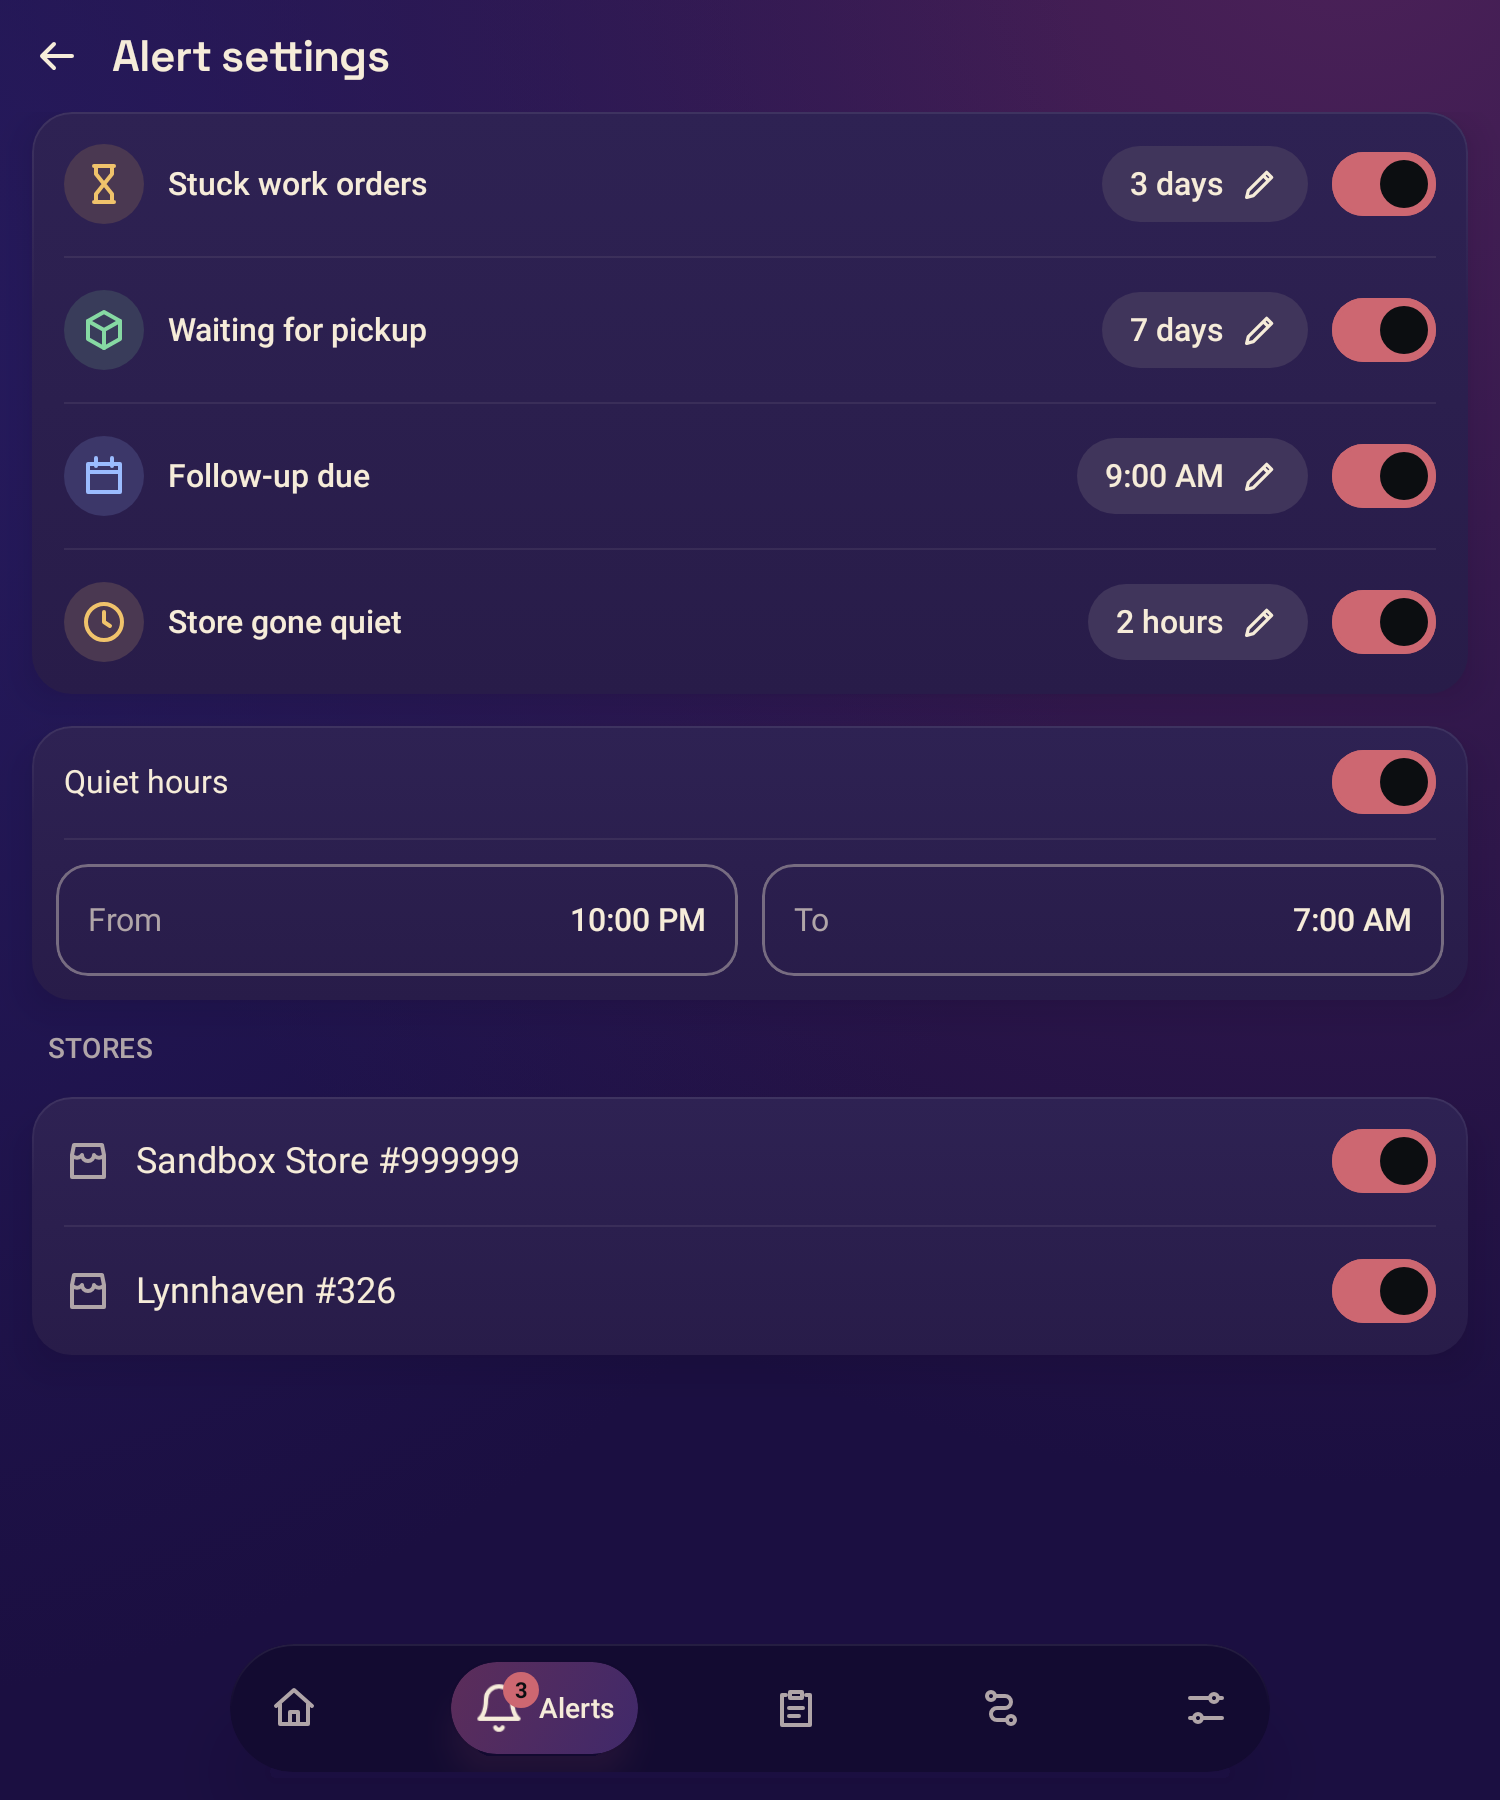 Alert settings
Stuck work orders 3 days
Waiting for pickup 7 days
Follow-up due 9:00 AM
Store gone quiet 2 hours
Quiet hours
From 10:00 PM To 7:00 AM
STORES
Sandbox Store #999999
Lynnhaven #326
3 Alerts